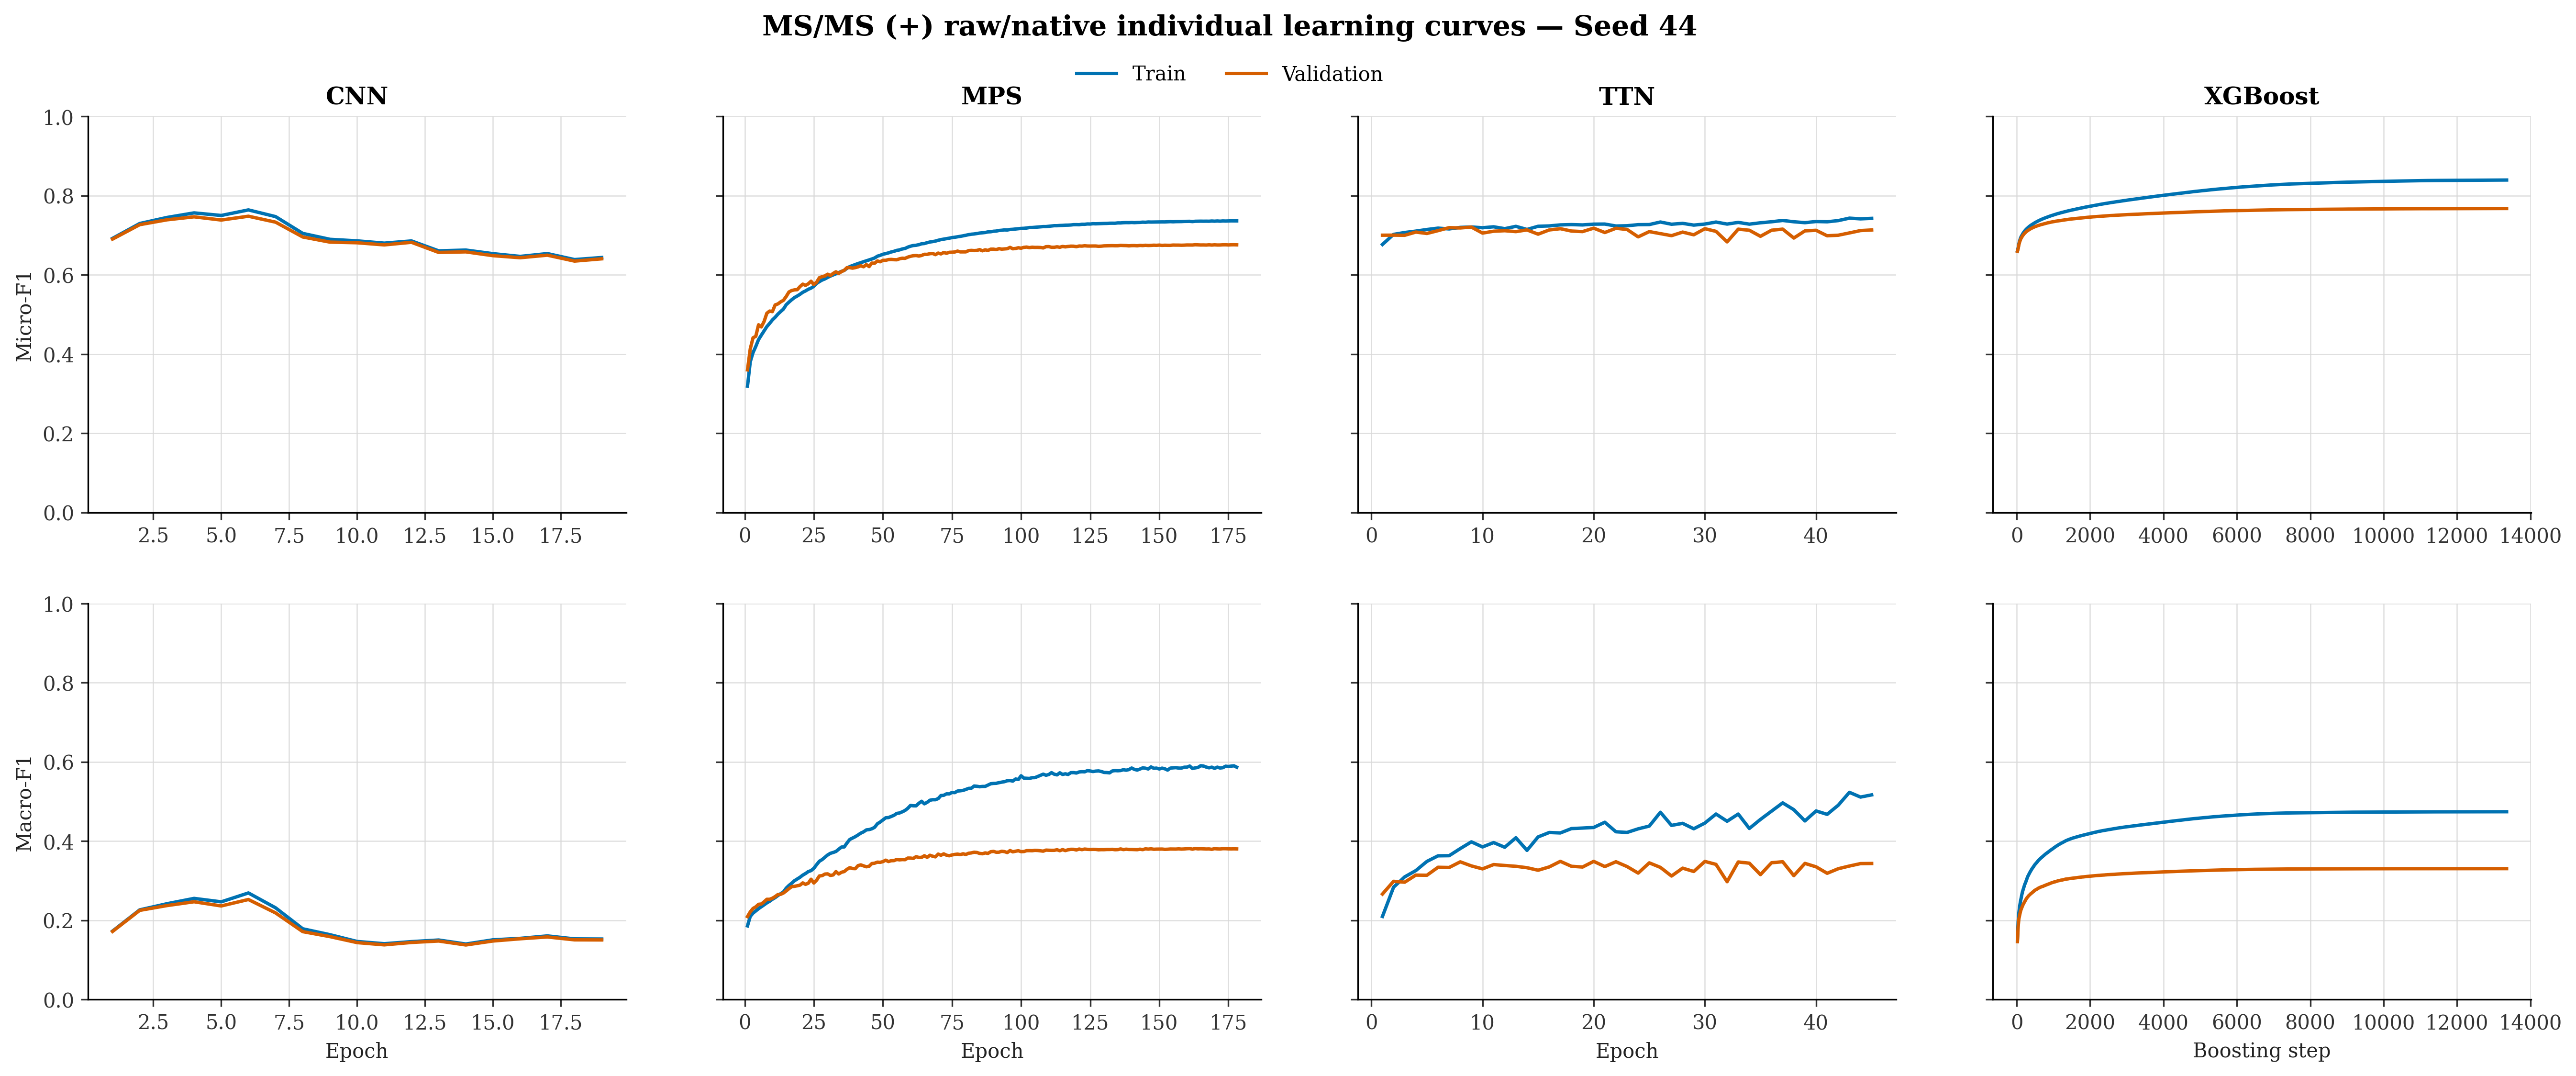 MS/MS (+) raw/native individual learning curves — Seed 44
Train Validation
CNN MPS TTN XGBoost
1.0
0.8
0.6
0.4
0.2
0.0
Micro-F1
2.5 5.0 7.5 10.0 12.5 15.0 17.5
0 25 50 75 100 125 150 175
0 10 20 30 40
0 2000 4000 6000 8000 10000 12000 14000
1.0
0.8
0.6
0.4
0.2
0.0
Macro-F1
2.5 5.0 7.5 10.0 12.5 15.0 17.5
0 25 50 75 100 125 150 175
0 10 20 30 40
0 2000 4000 6000 8000 10000 12000 14000
Epoch Epoch Epoch Boosting step